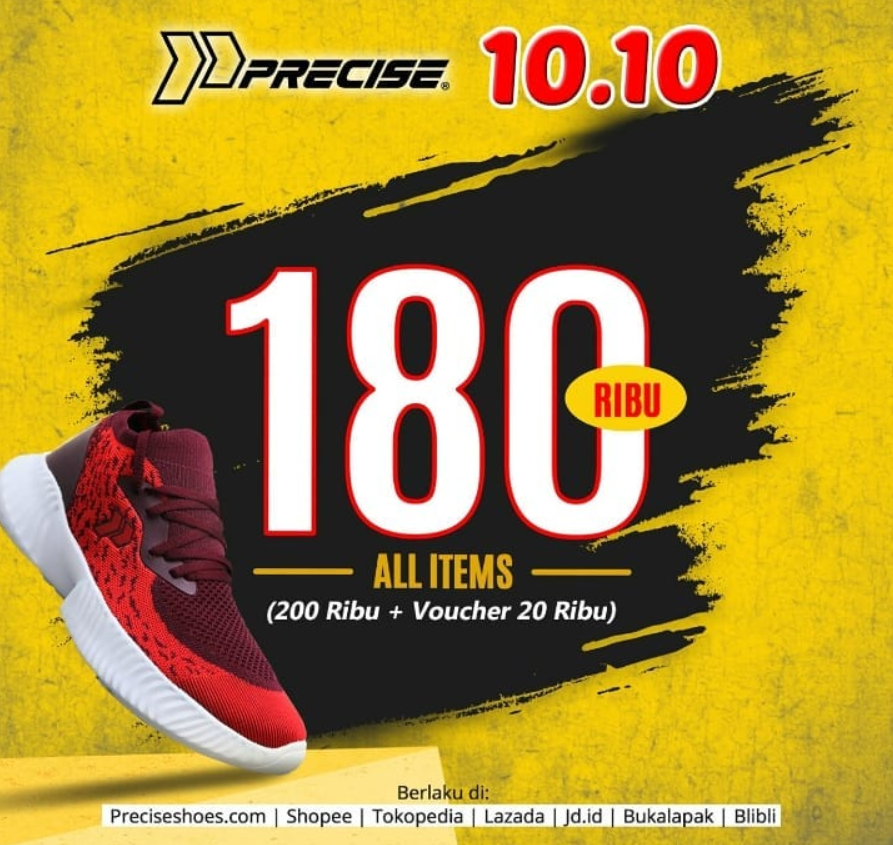 PRECISE® 10.10
180
RIBU
ALL ITEMS
(200 Ribu + Voucher 20 Ribu)
Berlaku di:
Preciseshoes.com | Shopee | Tokopedia | Lazada | Jd.id | Bukalapak | Blibli